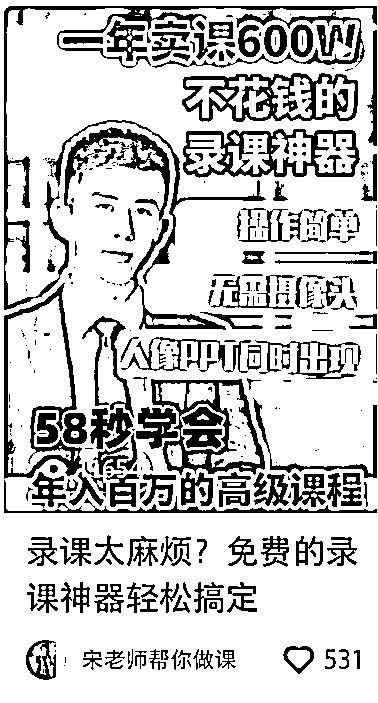 一年卖课600W
不花钱的
录课神器
操作简单
无需摄像头
人像PPT同时出现
58秒学会
1654
年入百万的高级课程
录课太麻烦？免费的录
课神器轻松搞定
宋老师帮你做课
531